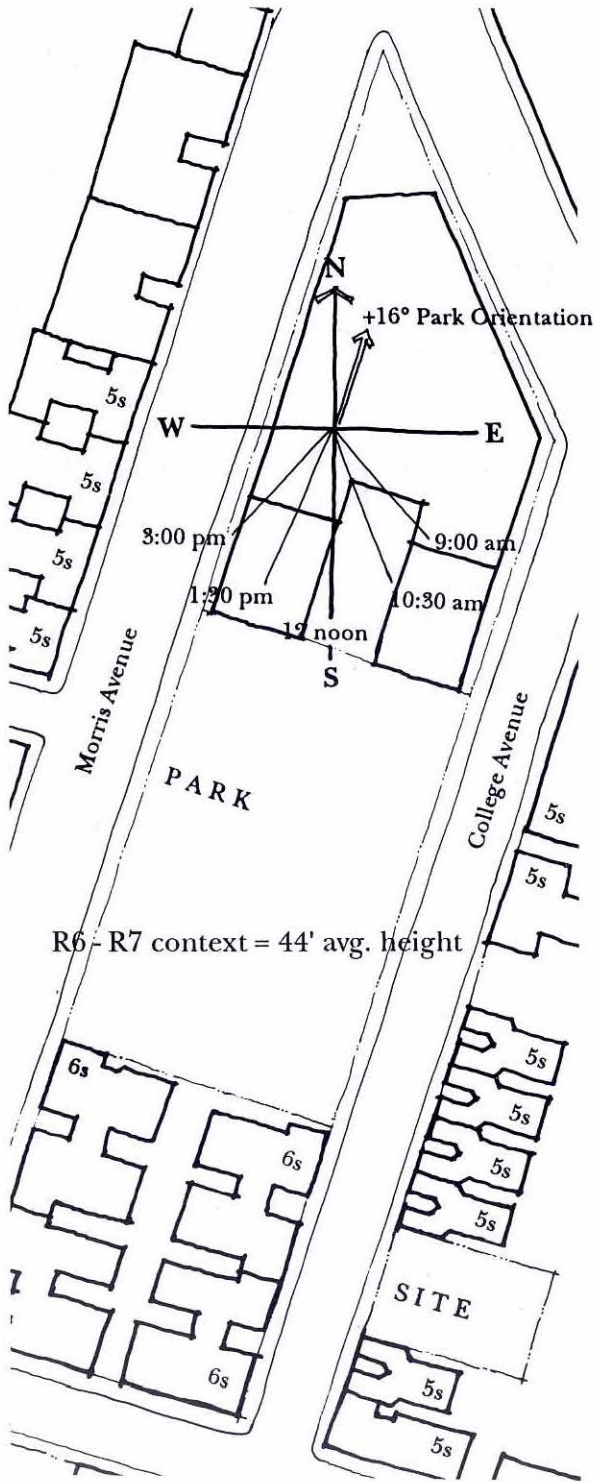 N
+16° Park Orientation
5s
W
E
5s
3:00 pm
9:00 am
5s
1:30 pm
10:30 am
5s
12 noon
S
Morris Avenue
PARK
College Avenue
5s
5s
R6 - R7 context = 44' avg. height
6s
5s
5s
6s
5s
5s
SITE
6s
5s
5s